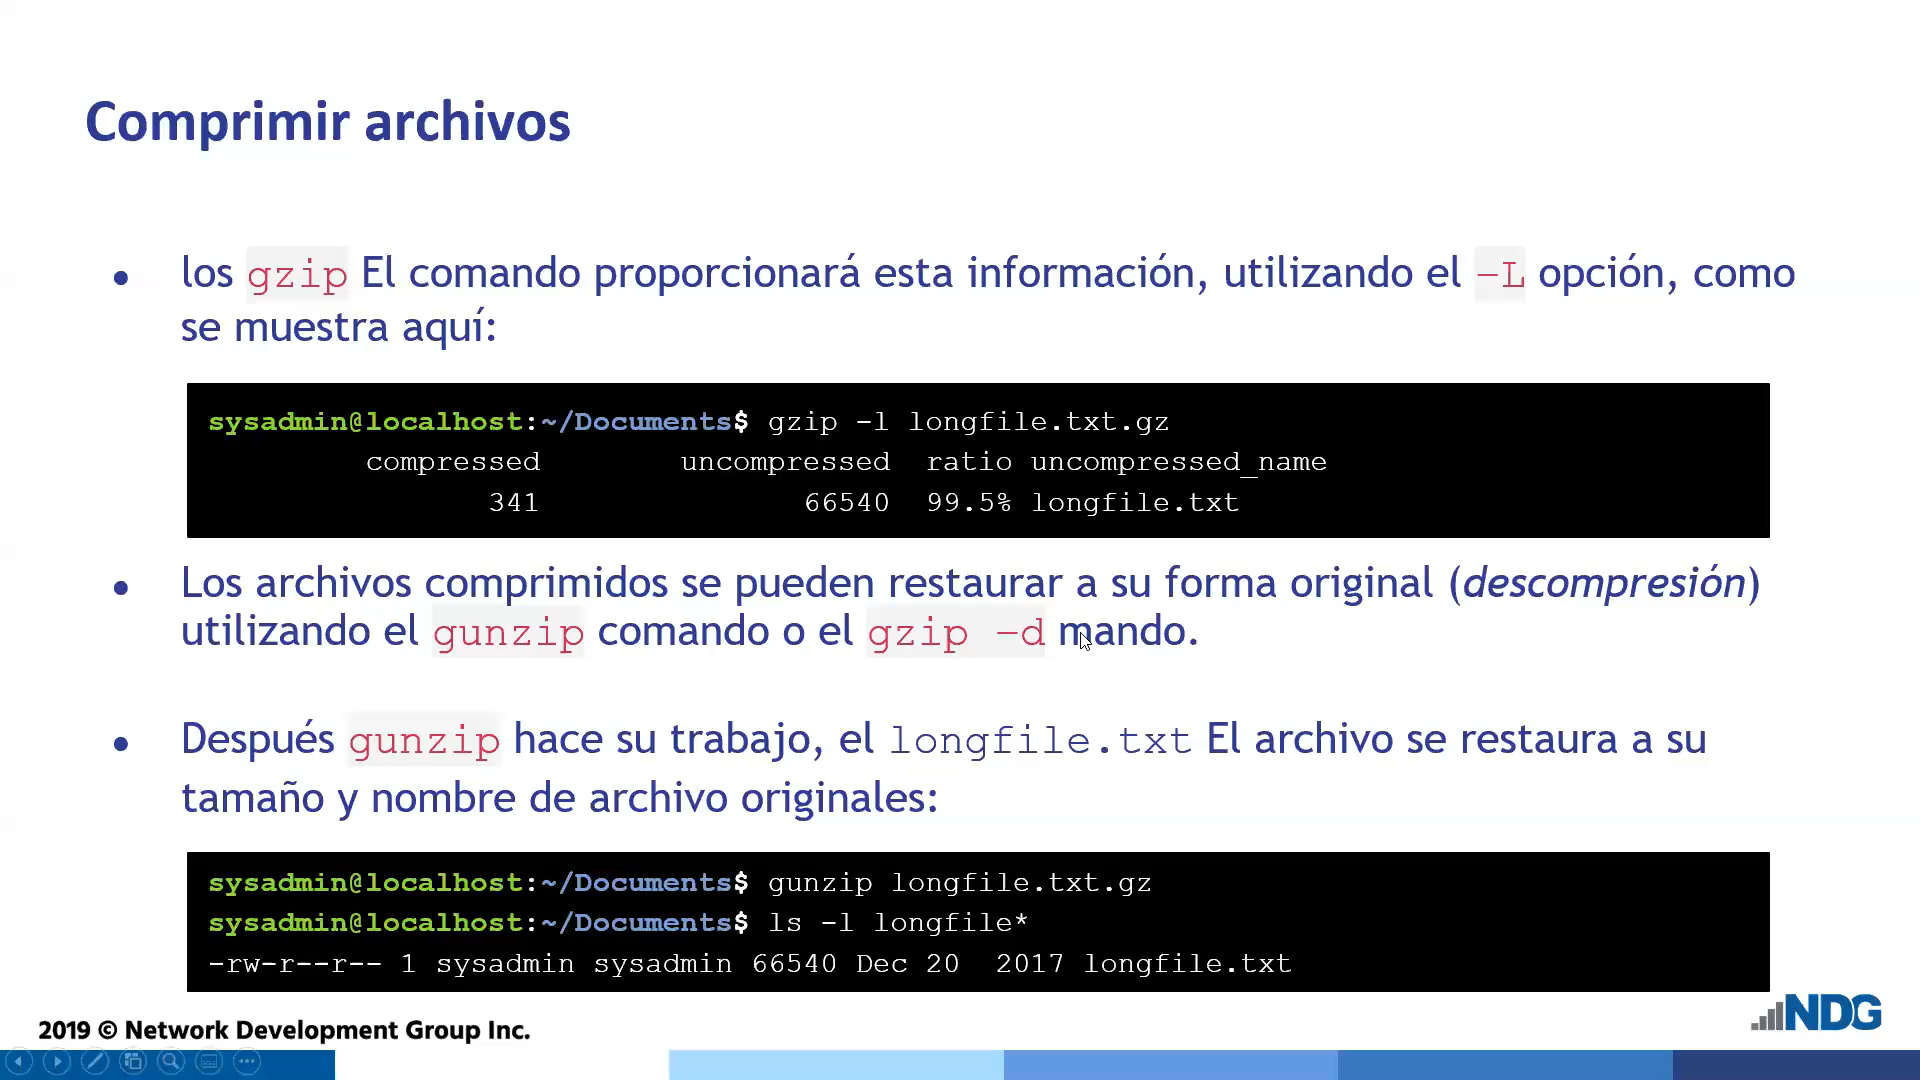 Comprimir archivos
los gzip El comando proporcionará esta información, utilizando el –L opción, como
se muestra aquí:
sysadmin@localhost:~/Documents$ gzip -l longfile.txt.gz
compressed uncompressed ratio uncompressed_name
341 66540 99.5% longfile.txt
Los archivos comprimidos se pueden restaurar a su forma original (descompresión)
utilizando el gunzip comando o el gzip –d mando.
Después gunzip hace su trabajo, el longfile.txt El archivo se restaura a su
tamaño y nombre de archivo originales:
sysadmin@localhost:~/Documents$ gunzip longfile.txt.gz
sysadmin@localhost:~/Documents$ ls -l longfile*
-rw-r--r-- 1 sysadmin sysadmin 66540 Dec 20 2017 longfile.txt
NDG
2019 © Network Development Group Inc.